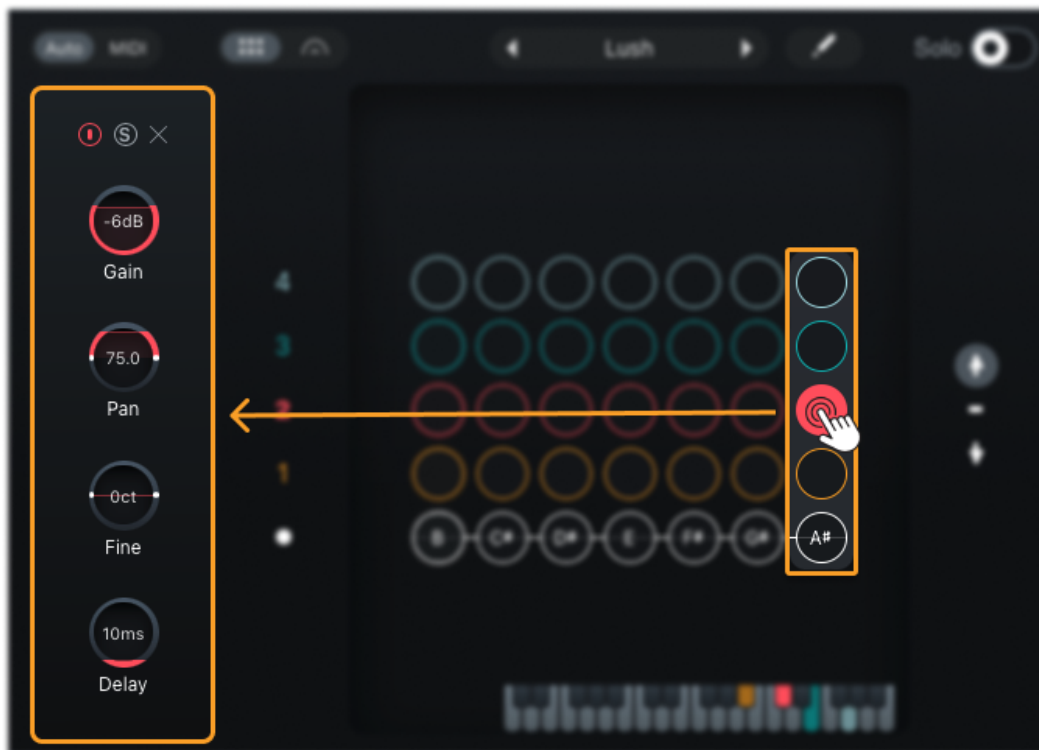 Auto MIDI Lush Solo
S
-6dB
Gain
4
3
75.0
Pan
2
1
0ct
Fine
B C# D# E F# G# A#
10ms
Delay